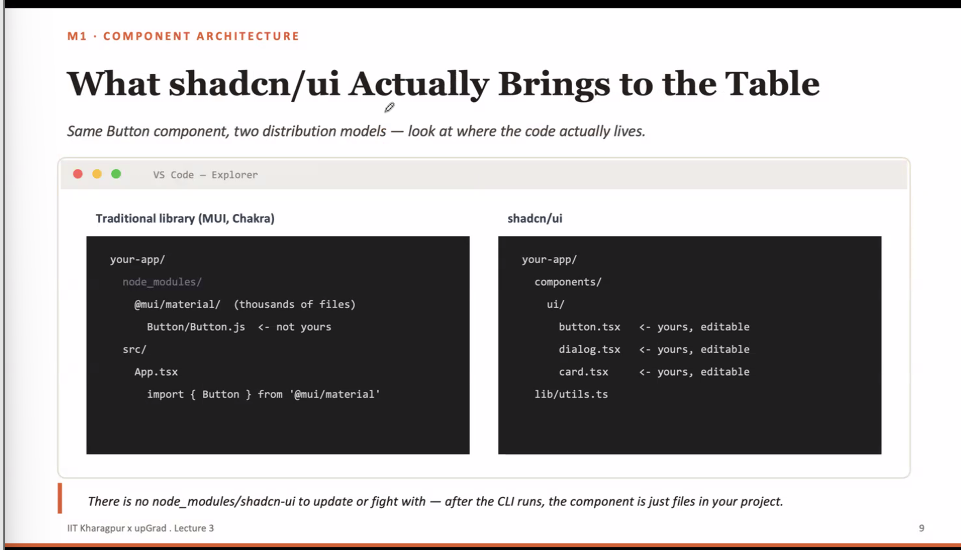 M1 · COMPONENT ARCHITECTURE
What shadcn/ui Actually Brings to the Table
Same Button component, two distribution models — look at where the code actually lives.
VS Code — Explorer
Traditional library (MUI, Chakra)
your-app/
node_modules/
@mui/material/ (thousands of files)
Button/Button.js <- not yours
src/
App.tsx
import { Button } from '@mui/material'
shadcn/ui
your-app/
components/
ui/
button.tsx <- yours, editable
dialog.tsx <- yours, editable
card.tsx <- yours, editable
lib/utils.ts
There is no node_modules/shadcn-ui to update or fight with — after the CLI runs, the component is just files in your project.
IIT Kharagpur x upGrad . Lecture 3
9